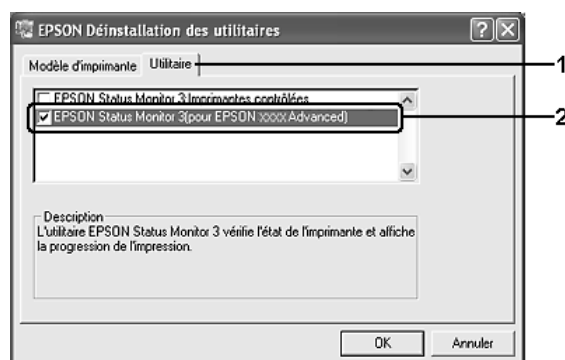 EPSON Déinstallation des utilitaires
Modèle d'imprimante Utilitaire
1
EPSON Status Monitor 3 Imprimantes contrôlées
EPSON Status Monitor 3(pour EPSON xxxx Advanced)
2
Description
L'utilitaire EPSON Status Monitor 3 vérifie l'état de l'imprimante et affiche
la progression de l'impression.
OK Annuler